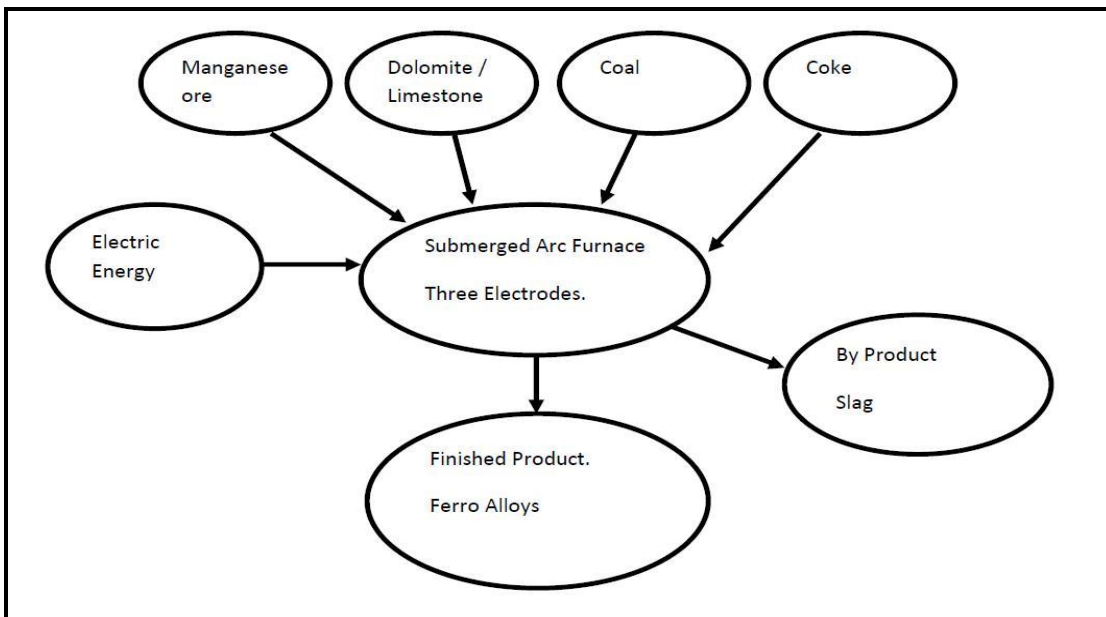 Manganese
ore
Dolomite /
Limestone
Coal
Coke
Electric
Energy
Submerged Arc Furnace
Three Electrodes.
By Product
Slag
Finished Product.
Ferro Alloys